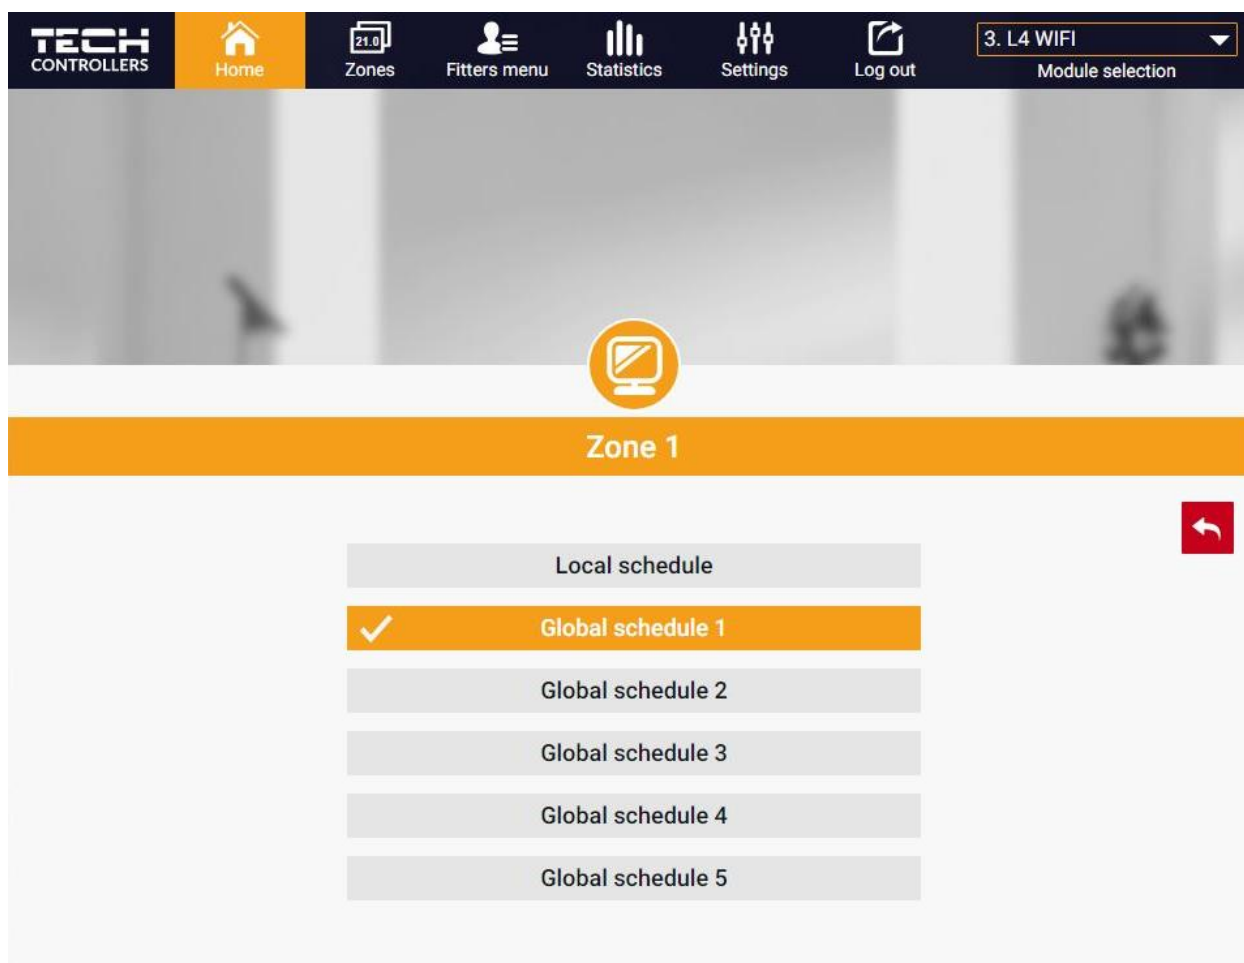 TECH
CONTROLLERS
Home
21.0
Zones
Fitters menu
Statistics
Settings
Log out
3. L4 WIFI
Module selection
Zone 1
Local schedule
Global schedule 1
Global schedule 2
Global schedule 3
Global schedule 4
Global schedule 5